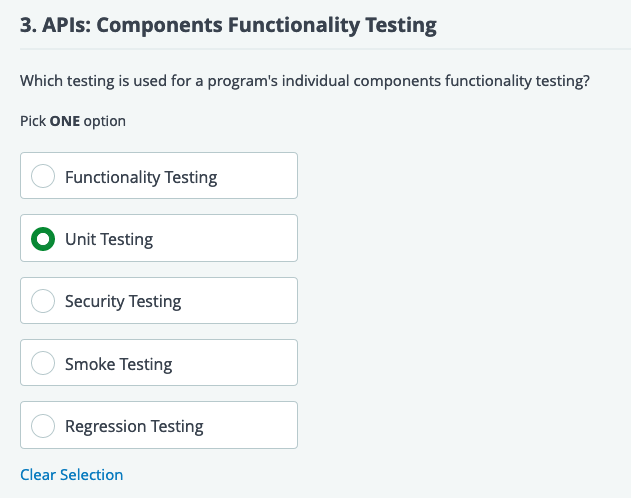 3. APIs: Components Functionality Testing
Which testing is used for a program's individual components functionality testing?
Pick ONE option
Functionality Testing
Unit Testing
Security Testing
Smoke Testing
Regression Testing
Clear Selection